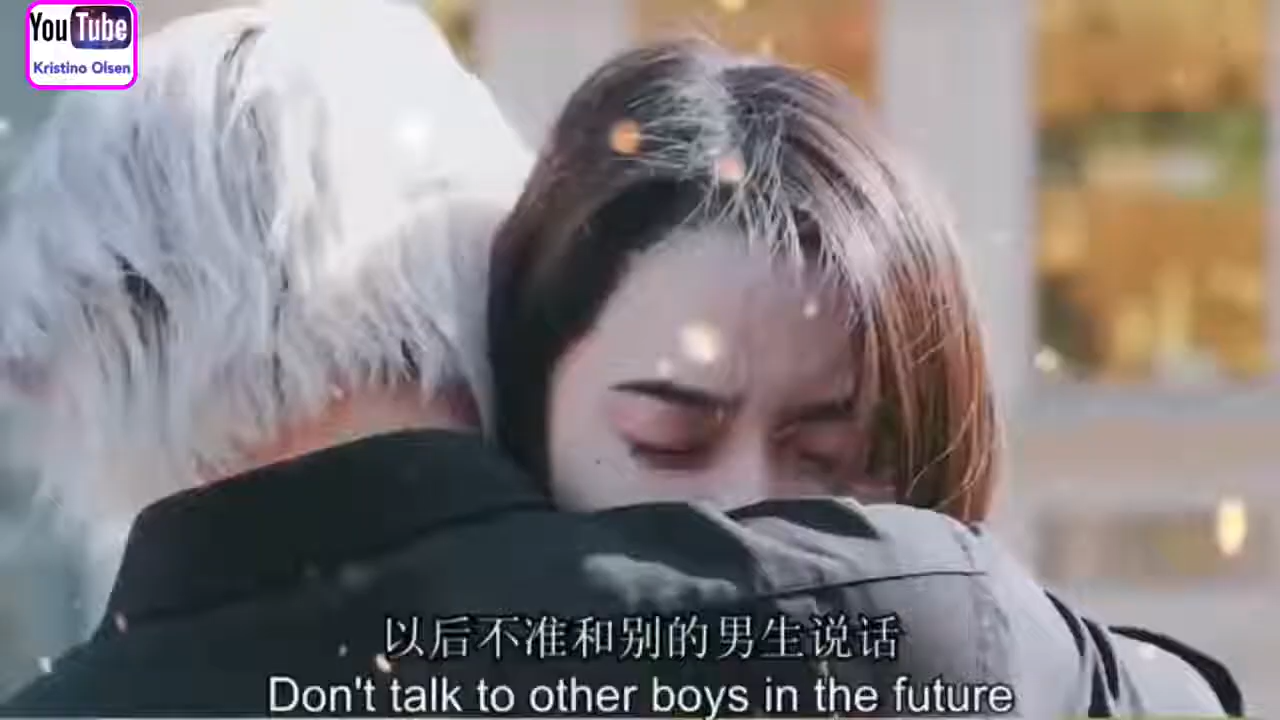 YouTube
Kristino Olsen
以后不准和别的男生说话
Don't talk to other boys in the future